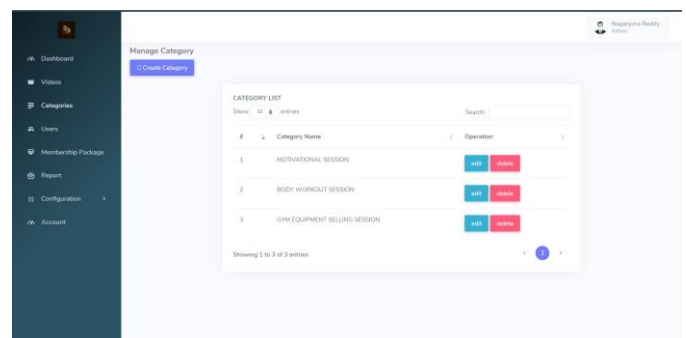 Nagarjuna Reddy
Admin
Dashboard
Videos
Categories
Users
Membership Package
Report
Configuration >
Account
Manage Category
Create Category
CATEGORY LIST
Show 10 entries Search:
# Category Name Operation
1 MOTIVATIONAL SESSION edit delete
2 BODY WORKOUT SESSION edit delete
3 GYM EQUIPMENT SELLING SESSION edit delete
Showing 1 to 3 of 3 entries ‹ 1 ›